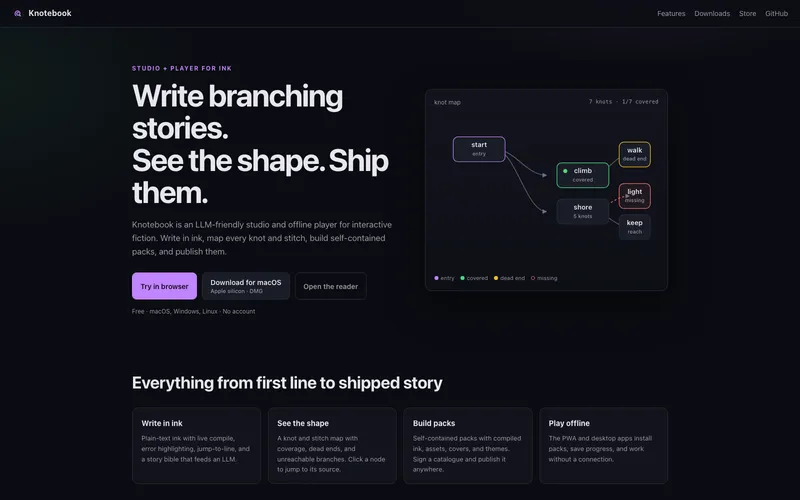 Knotebook
Features
Downloads
Store
GitHub
STUDIO + PLAYER FOR INK
Write branching
stories.
See the shape. Ship
them.
Knotebook is an LLM-friendly studio and offline player for interactive
fiction. Write in ink, map every knot and stitch, build self-contained
packs, and publish them.
Try in browser
Download for macOS
Apple silicon · DMG
Open the reader
Free · macOS, Windows, Linux · No account
knot map
7 knots · 1/7 covered
start
entry
climb
covered
shore
5 knots
walk
dead end
light
missing
keep
reach
entry
covered
dead end
missing
Everything from first line to shipped story
Write in ink
Plain-text ink with live compile,
error highlighting, jump-to-line, and
a story bible that feeds an LLM.
See the shape
A knot and stitch map with
coverage, dead ends, and
unreachable branches. Click a node
to jump to its source.
Build packs
Self-contained packs with compiled
ink, assets, covers, and themes.
Sign a catalogue and publish it
anywhere.
Play offline
The PWA and desktop apps install
packs, save progress, and work
without a connection.